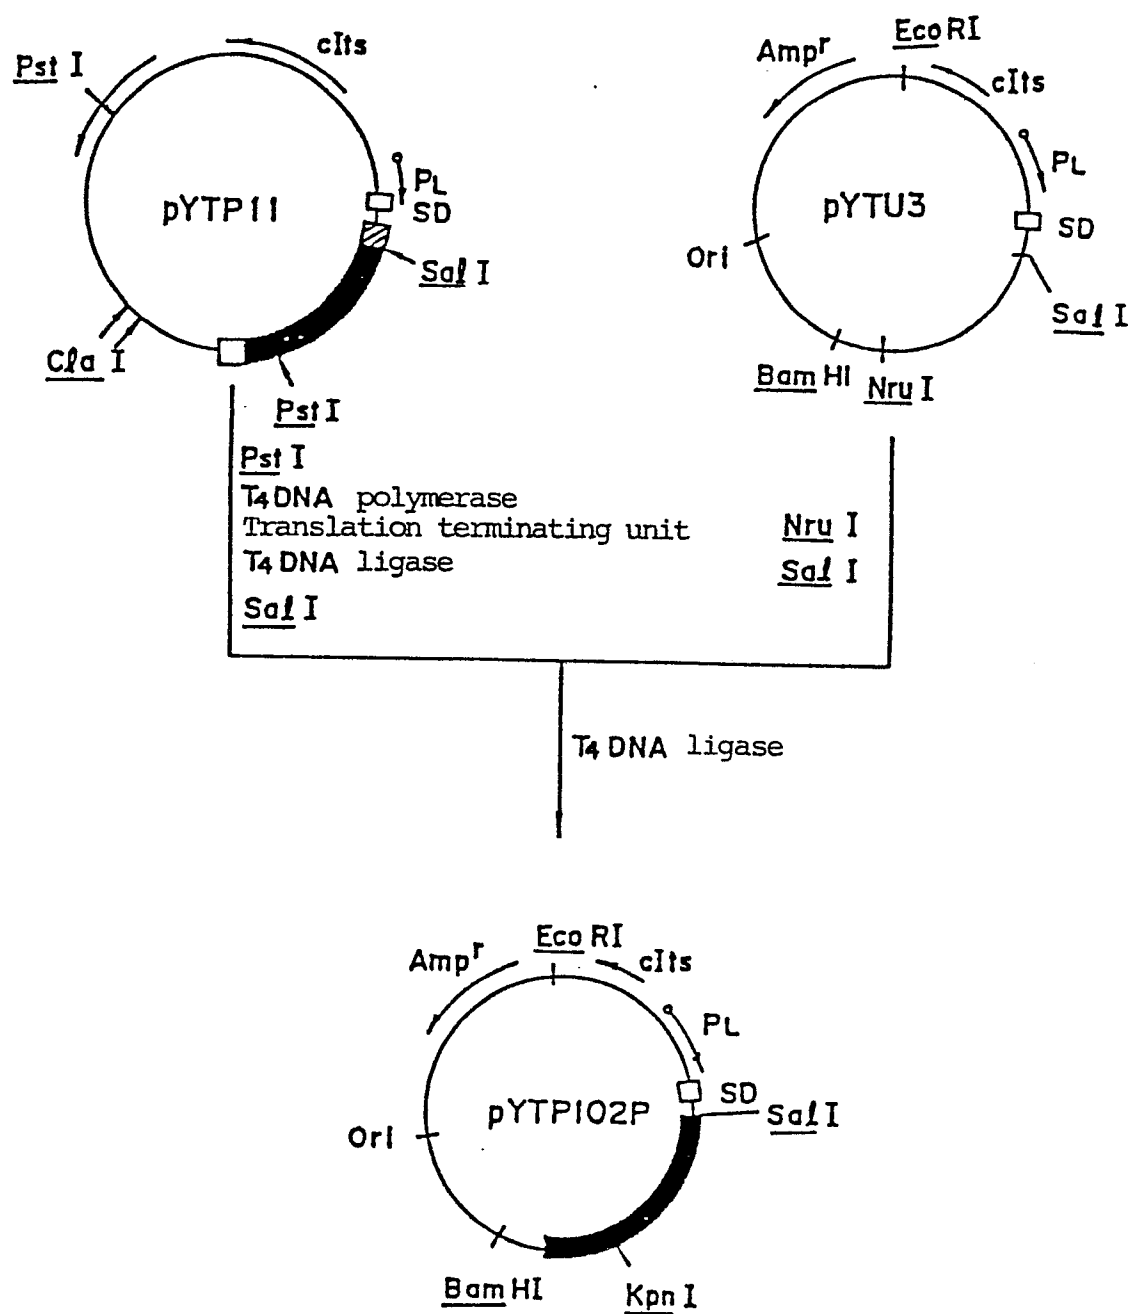 cIts
Pst I
PL
SD
pYTP11
Sal I
Cla I
Pst I
Amp^r
Eco RI
cIts
PL
pYTU3
SD
Ori
Sal I
Bam HI
Nru I
Pst I
T4 DNA polymerase
Translation terminating unit
T4 DNA ligase
Sal I
Nru I
Sal I
T4 DNA ligase
Amp^r
Eco RI
cIts
PL
SD
Sal I
pYTP102P
Ori
Bam HI
Kpn I